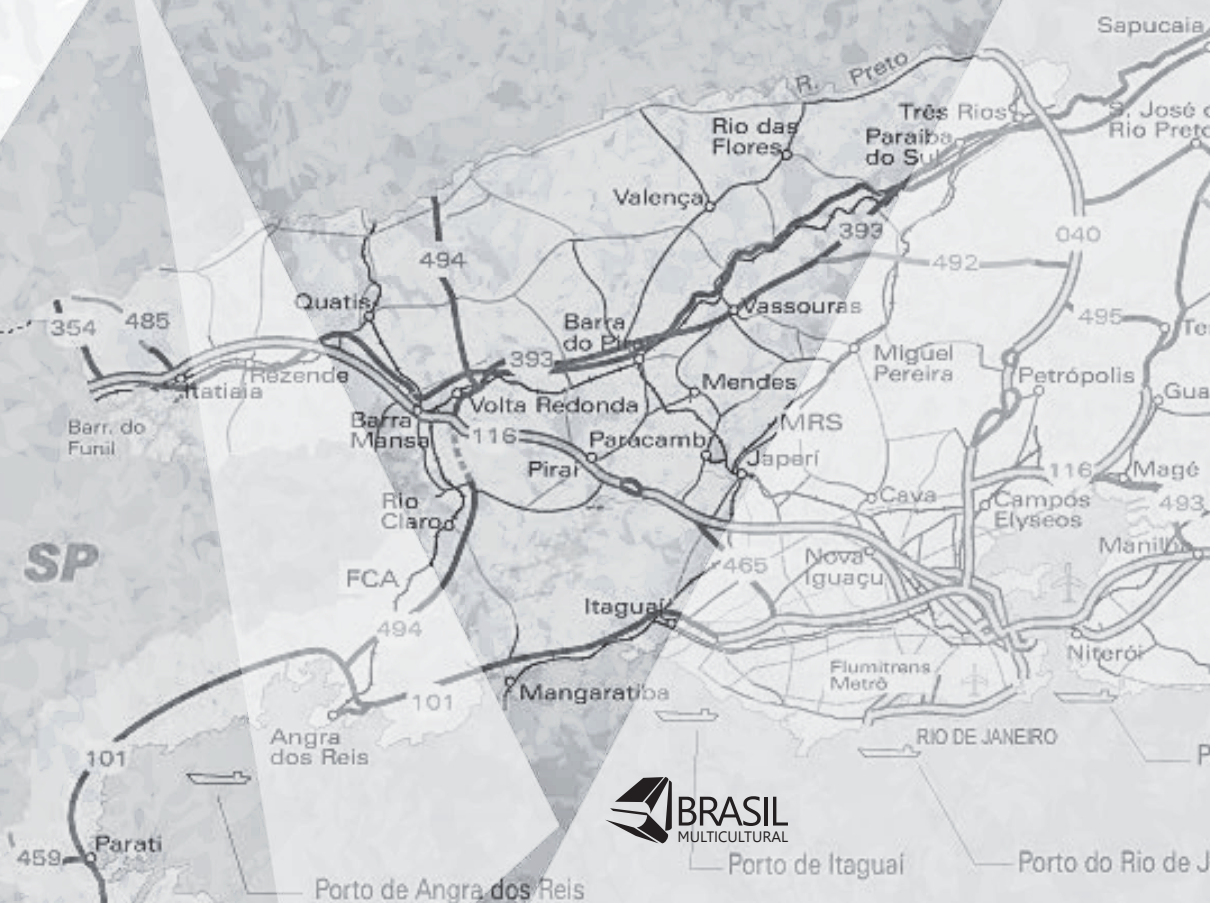 Sapucaia
R. Preto
Três Rios
S. José
Rio Preto
Rio das
Flores
Paraíba
do Sul
Valença
393
040
494
492
Quatis
354
485
Vassouras
495
Barra
do Piraí
393
Miguel
Pereira
Itatiaia
Rezende
Mendes
Petrópolis
Gua
Volta Redonda
Barra
Mansa
Barr. do
Funil
116
Paracamb
MRS
Piraí
Japarí
116
Magé
Rio
Claro
Cava
Campos
Elyseos
493
SP
FCA
465
Nova
Iguaçu
Manilha
Itaguaí
494
Flumitrans
Metrô
Niterói
Mangaratiba
101
Angra
dos Reis
RIO DE JANEIRO
101
BRASIL
MULTICULTURAL
459
Parati
Porto de Itaguaí
Porto do Rio de J
Porto de Angra dos Reis